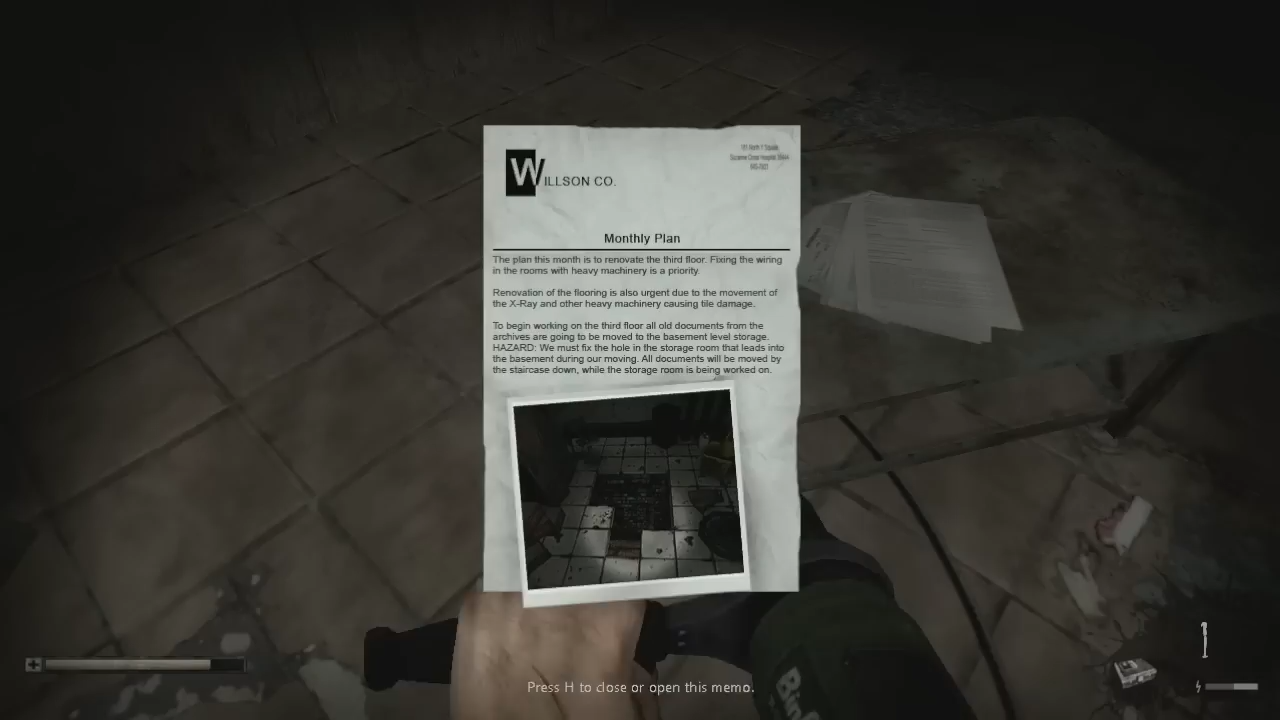 WILLSON CO.
Monthly Plan
The plan this month is to renovate the third floor. Fixing the wiring
in the rooms with heavy machinery is a priority.
Renovation of the flooring is also urgent due to the movement of
the X-Ray and other heavy machinery causing tile damage.
To begin working on the third floor all old documents from the
archives are going to be moved to the basement level storage.
HAZARD: We must fix the hole in the storage room that leads into
the basement during our moving. All documents will be moved by
the staircase down, while the storage room is being worked on.
Press H to close or open this memo.